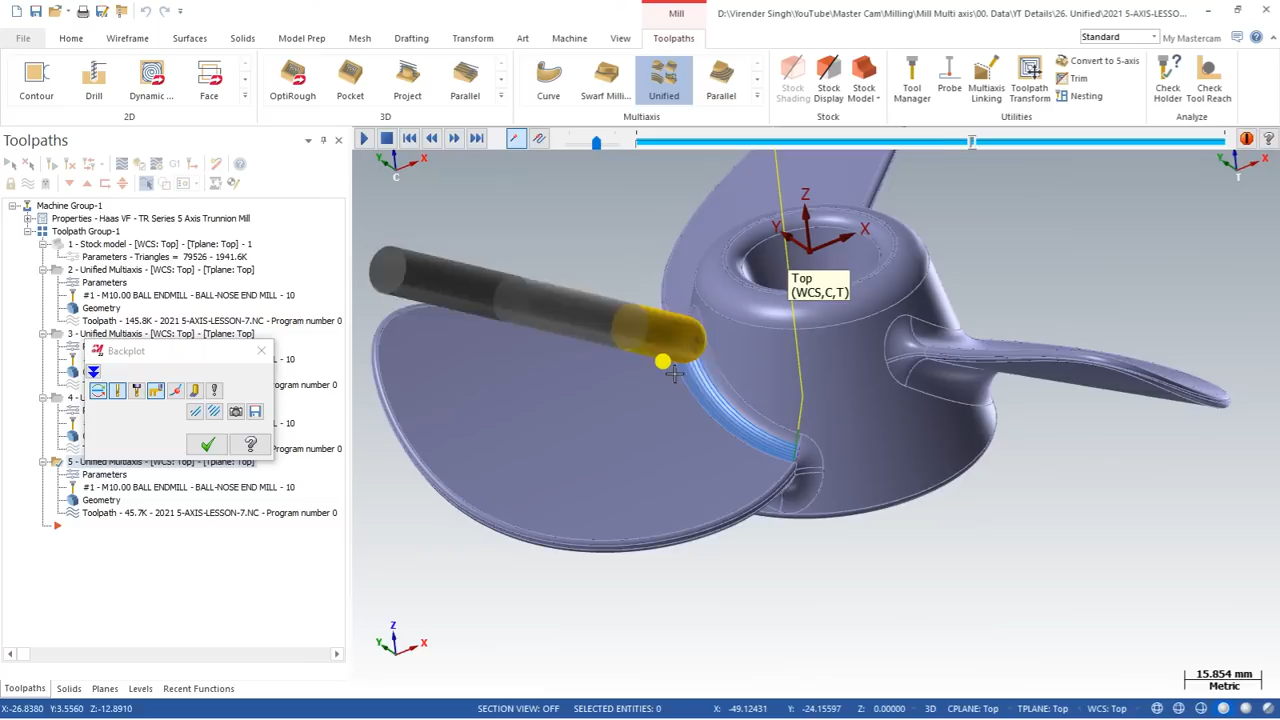 Mill
D:\Virender Singh\YouTube\Master Cam\Milling\Mill Multi axis\00. Data\YT Details\26. Unified\2021 5-AXIS-LESSO...
File
Home
Wireframe
Surfaces
Solids
Model Prep
Mesh
Drafting
Transform
Art
Machine
View
Toolpaths
Standard
My Mastercam
Contour
Drill
Dynamic ...
Face
2D
OptiRough
Pocket
Project
Parallel
3D
Curve
Swarf Milli...
Unified
Parallel
Multiaxis
Stock Shading
Stock Display
Stock Model
Stock
Tool Manager
Probe
Multiaxis Linking
Toolpath Transform
Convert to 5-axis
Trim
Nesting
Utilities
Check Holder
Check Tool Reach
Analyze
Toolpaths
G1
Machine Group-1
Properties - Haas VF - TR Series 5 Axis Trunnion Mill
Toolpath Group-1
1 - Stock model - [WCS: Top] - [Tplane: Top] - 1
Parameters - Triangles = 79526 - 1941.6K
2 - Unified Multiaxis - [WCS: Top] - [Tplane: Top]
Parameters
#1 - M10.00 BALL ENDMILL - BALL-NOSE END MILL - 10
Geometry
Toolpath - 145.8K - 2021 5-AXIS-LESSON-7.NC - Program number 0
3 - Unified Multiaxis - [WCS: Top] - [Tplane: Top]
Backplot
- 10
ogram number 0
4 - U
- 10
ogram number 0
5 - Unified Multiaxis - [WCS: Top] - [Tplane: Top]
Parameters
#1 - M10.00 BALL ENDMILL - BALL-NOSE END MILL - 10
Geometry
Toolpath - 45.7K - 2021 5-AXIS-LESSON-7.NC - Program number 0
Y X
C
Y X
T
Z
Y X
Top
(WCS,C,T)
Z
Y X
15.854 mm
Metric
Toolpaths
Solids
Planes
Levels
Recent Functions
X:-26.8380 Y:3.5560 Z:-12.8910
SECTION VIEW: OFF
SELECTED ENTITIES: 0
X: -49.12431
Y: -24.15597
Z: 0.00000
3D
CPLANE: Top
TPLANE: Top
WCS: Top